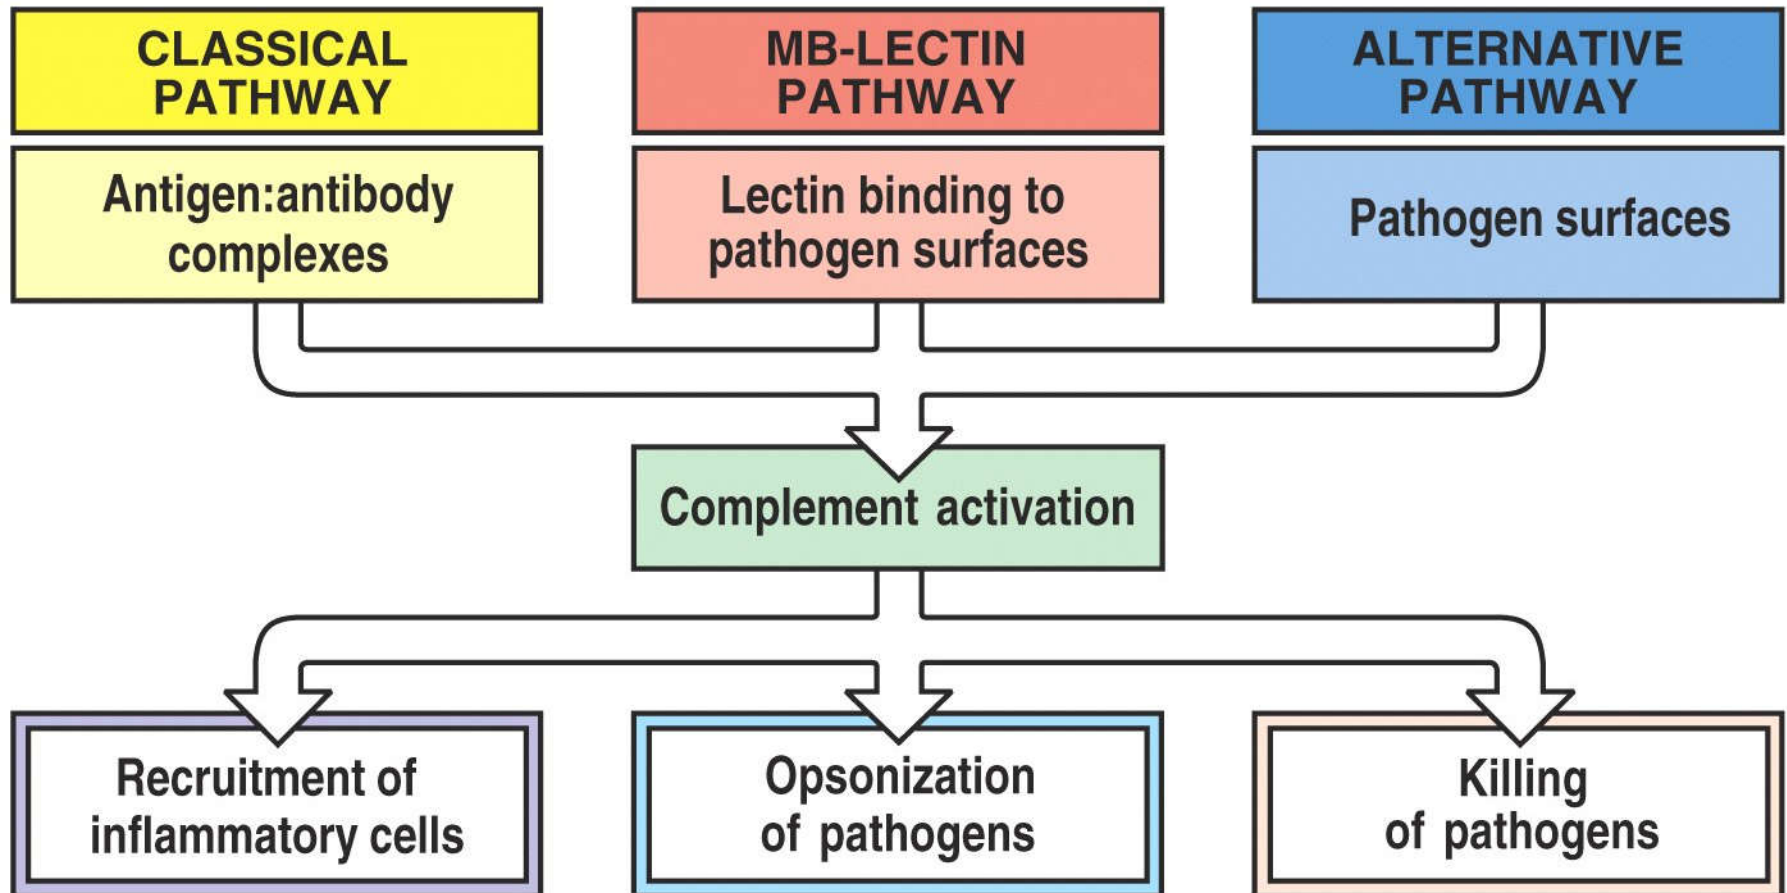 CLASSICAL
PATHWAY
Antigen:antibody
complexes
MB-LECTIN
PATHWAY
Lectin binding to
pathogen surfaces
ALTERNATIVE
PATHWAY
Pathogen surfaces
Complement activation
Recruitment of
inflammatory cells
Opsonization
of pathogens
Killing
of pathogens